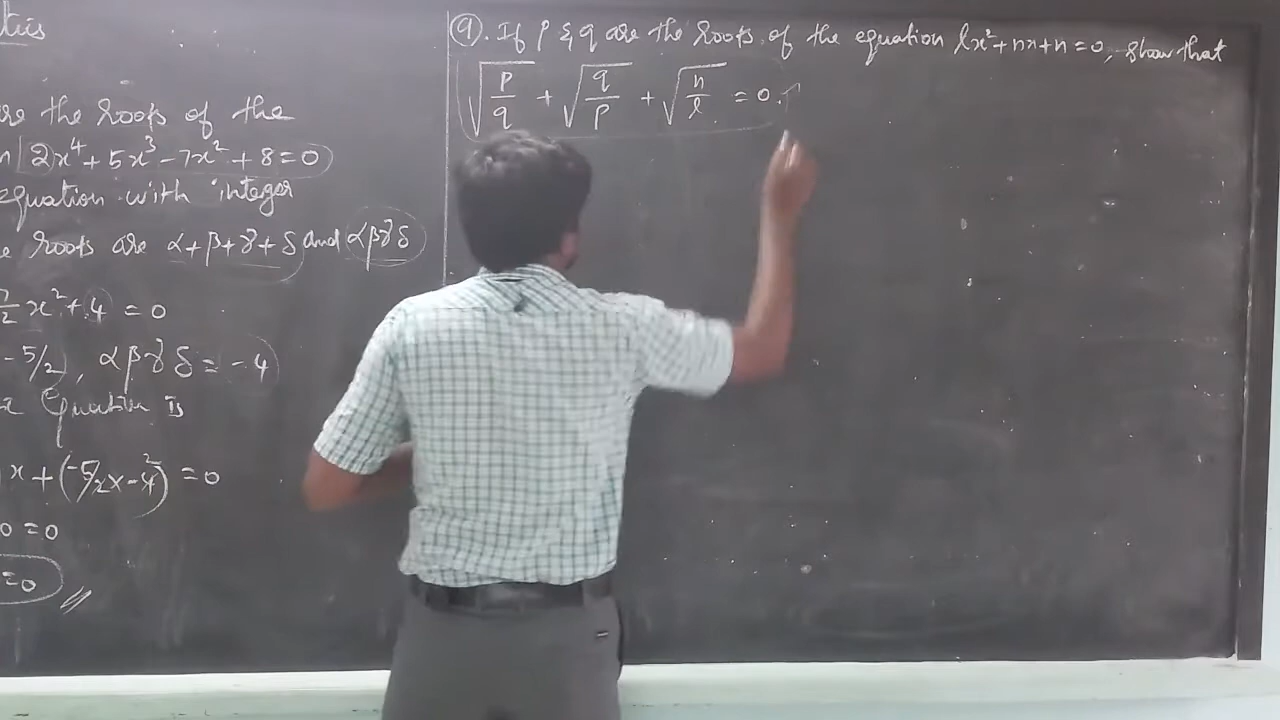 are the roots of the
2x⁴ + 5x³ - 7x² + 8 = 0
equation with integer
roots are α+β+γ+δ and αβγδ
x² + 4 = 0
-5/2, αβγδ = -4
Equation is
x + (-5/2 x - 4) = 0
0 = 0
= 0 //
(9). If p & q are the roots of the equation lx² + nx + n = 0, show that
√(p/q) + √(q/p) + √(n/l) = 0.